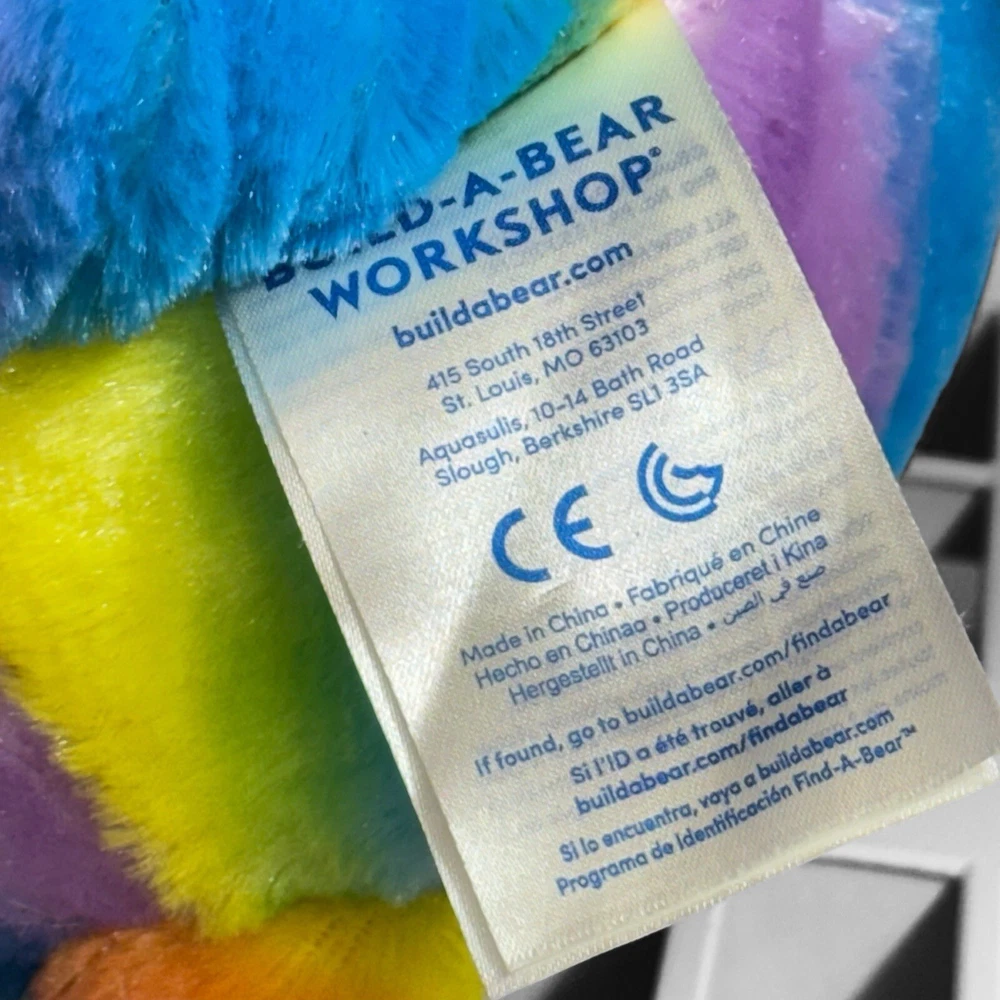 BUILD-A-BEAR
WORKSHOP®
buildabear.com
415 South 18th Street
St. Louis, MO 63103
Aquasulis, 10-14 Bath Road
Slough, Berkshire SL1 3SA
CE
Made in China • Fabriqué en Chine
Hecho en Chinao • Produceret i Kina
Hergestellt in China • صنع في الصين
If found, go to buildabear.com/findabear
Si l'ID a été trouvé, aller à
buildabear.com/findabear
Si lo encuentra, vaya a buildabear.com
Programa de Identificación Find-A-Bear™